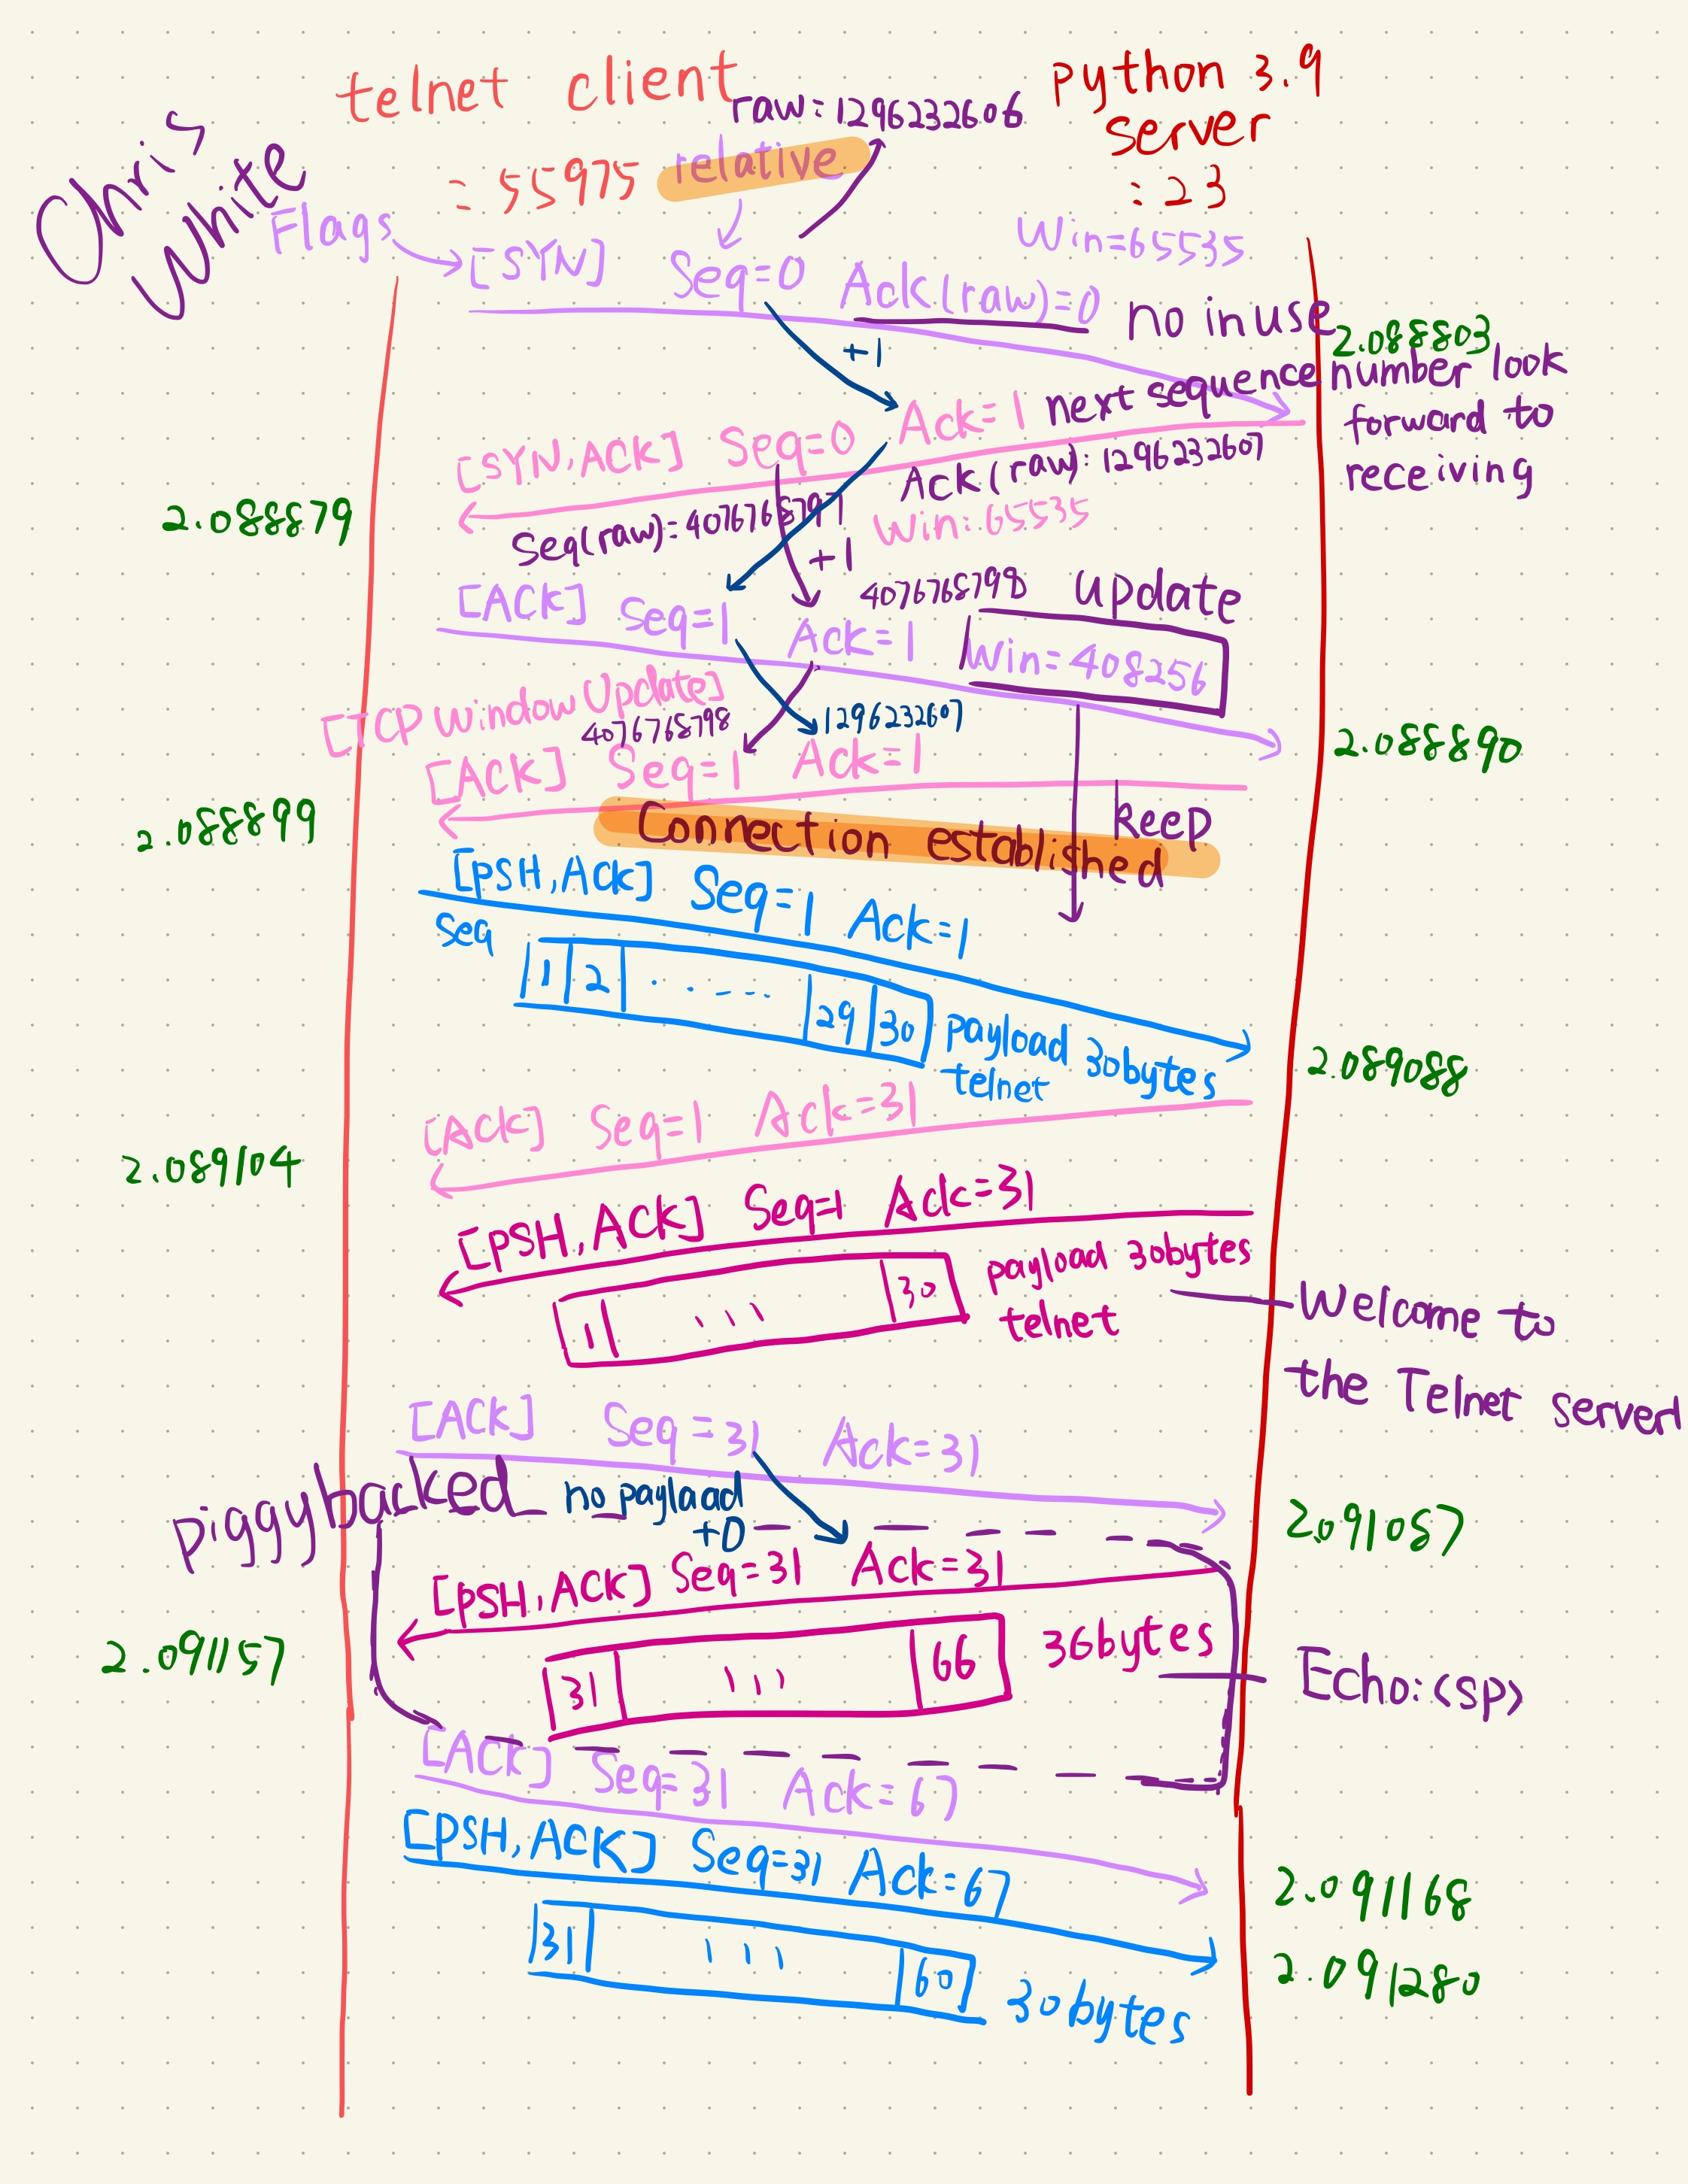 Chris White
telnet client
:55975
python 3.9
server
:23
raw:1296232606
relative
Flags
Win=65535
[SYN] Seq=0 Ack(raw)=0 no in use
2.088803
+1
[SYN,ACK] Seq=0 Ack=1 next sequence number look
forward to
receiving
2.088879
Seq(raw)=4076768797
Ack(raw):1296232607
Win:65535
+1
4076768798 update
[ACK] Seq=1 Ack=1 Win=408256
2.088890
[TCP Window Update]
4076768798
1296232607
[ACK] Seq=1 Ack=1
2.088899
keep
Connection established
[PSH,Ack] Seq=1 Ack=1
Seq
1 2 ..---- 29 30
payload 30bytes
telnet
2.089088
[Ack] Seq=1 Ack=31
2.089104
[PSH,ACK] Seq=1 Ack=31
1 ... 30
payload 30bytes
telnet
Welcome to
the Telnet server!
[ACK] Seq=31 Ack=31
Piggybacked
no paylaad
+0
2.091087
[PSH,ACK] Seq=31 Ack=31
2.091157
31 ... 66
36bytes
Echo:<sp>
[ACK] Seq=31 Ack=67
2.091168
[PSH,ACK] Seq=31 Ack=67
2.091280
31 ... 60
30bytes